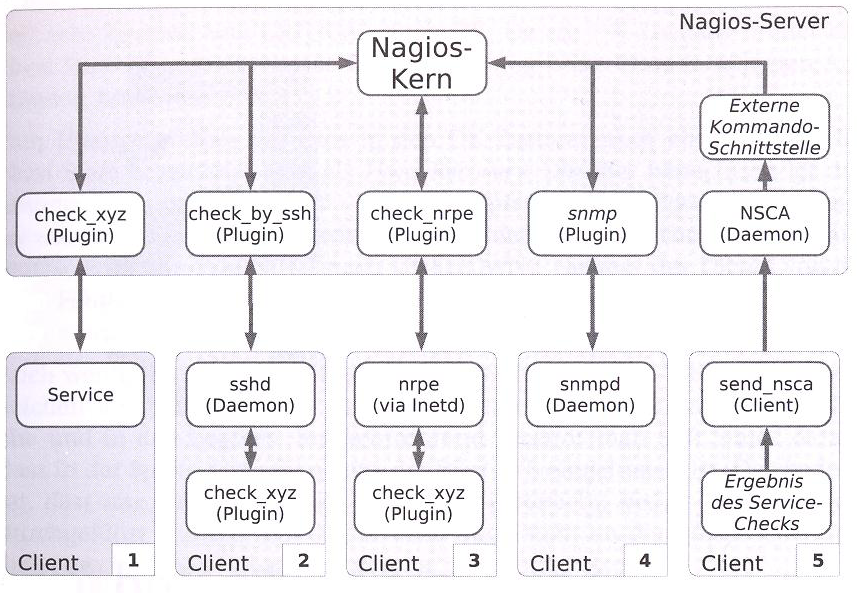 Nagios-Server
Nagios-
Kern
Externe
Kommando-
Schnittstelle
check_xyz
(Plugin)
check_by_ssh
(Plugin)
check_nrpe
(Plugin)
snmp
(Plugin)
NSCA
(Daemon)
Service
sshd
(Daemon)
nrpe
(via Inetd)
snmpd
(Daemon)
send_nsca
(Client)
check_xyz
(Plugin)
check_xyz
(Plugin)
Ergebnis
des Service-
Checks
Client 1
Client 2
Client 3
Client 4
Client 5